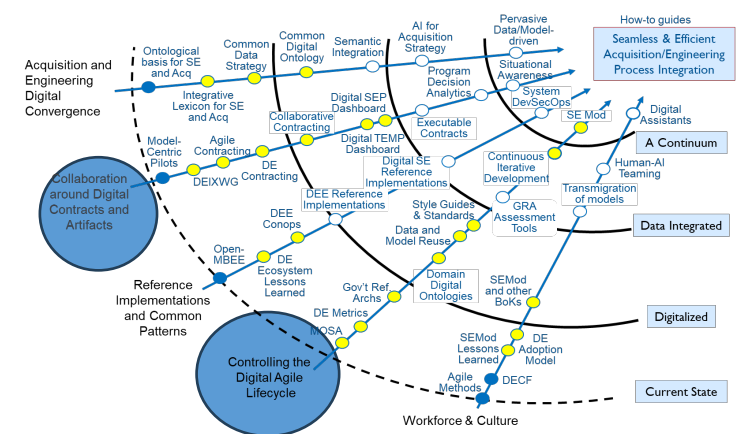 How-to guides
Seamless & Efficient
Acquisition/Engineering
Process Integration
Acquisition and
Engineering
Digital
Convergence
Ontological
basis for SE
and Acq
Integrative
Lexicon for SE
and Acq
Common
Data
Strategy
Common
Digital
Ontology
Semantic
Integration
AI for
Acquisition
Strategy
Pervasive
Data/Model-
driven
Collaboration
around Digital
Contracts and
Artifacts
Model-
Centric
Pilots
DEIXWG
Agile
Contracting
DE
Contracting
Collaborative
Contracting
Digital SEP
Dashboard
Digital TEMP
Dashboard
Executable
Contracts
Program
Decision
Analytics
Situational
Awareness
Reference
Implementations
and Common
Patterns
Open-
MBEE
DE
Ecosystem
Lessons
Learned
DEE
Conops
DEE Reference
Implementations
Digital SE
Reference
Implementations
System
DevSecOps
Controlling the
Digital Agile
Lifecycle
MOSA
DE Metrics
Gov't Ref.
Archs
Domain
Digital
Ontologies
Data and
Model Reuse
Style Guides
& Standards
GRA
Assessment
Tools
Continuous
Iterative
Development
SE Mod
Workforce & Culture
Agile
Methods
DECF
SEMod
Lessons
Learned
DE
Adoption
Model
SEMod
and other
BoKs
Transmigration
of models
Human-AI
Teaming
Digital
Assistants
A Continuum
Data Integrated
Digitalized
Current State